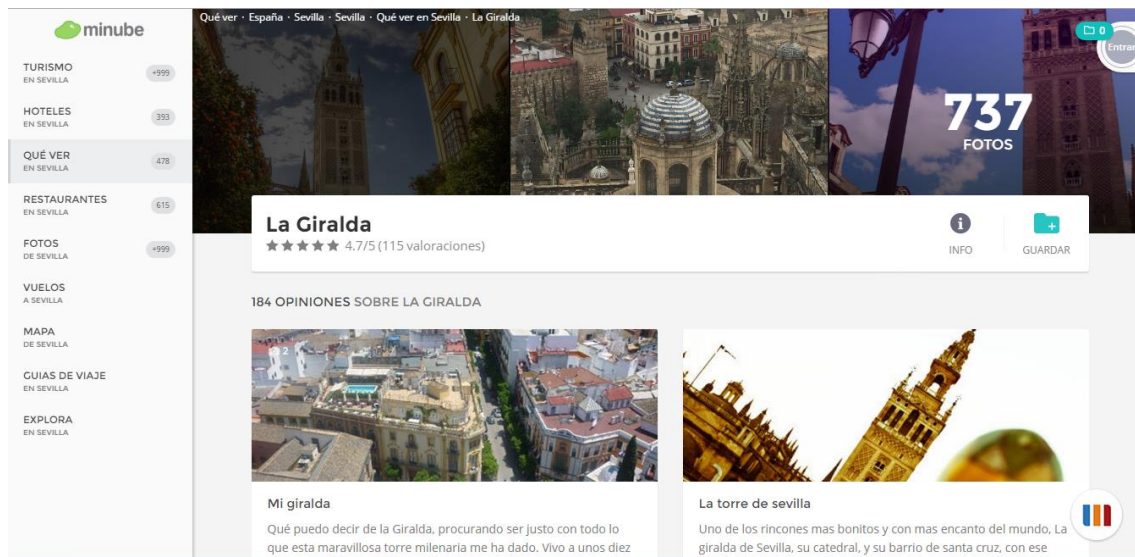 minube
TURISMO
EN SEVILLA
+999
HOTELES
EN SEVILLA
393
QUÉ VER
EN SEVILLA
478
RESTAURANTES
EN SEVILLA
615
FOTOS
DE SEVILLA
+999
VUELOS
A SEVILLA
MAPA
DE SEVILLA
GUIAS DE VIAJE
EN SEVILLA
EXPLORA
EN SEVILLA
Qué ver · España · Sevilla · Sevilla · Qué ver en Sevilla · La Giralda
0
Entrar
737
FOTOS
La Giralda
4.7/5 (115 valoraciones)
INFO
GUARDAR
184 OPINIONES SOBRE LA GIRALDA
Mi giralda
Qué puedo decir de la Giralda, procurando ser justo con todo lo
que esta maravillosa torre milenaria me ha dado. Vivo a unos diez
La torre de sevilla
Uno de los rincones mas bonitos y con mas encanto del mundo, La
giralda de Sevilla, su catedral, y su barrio de santa cruz, con ese